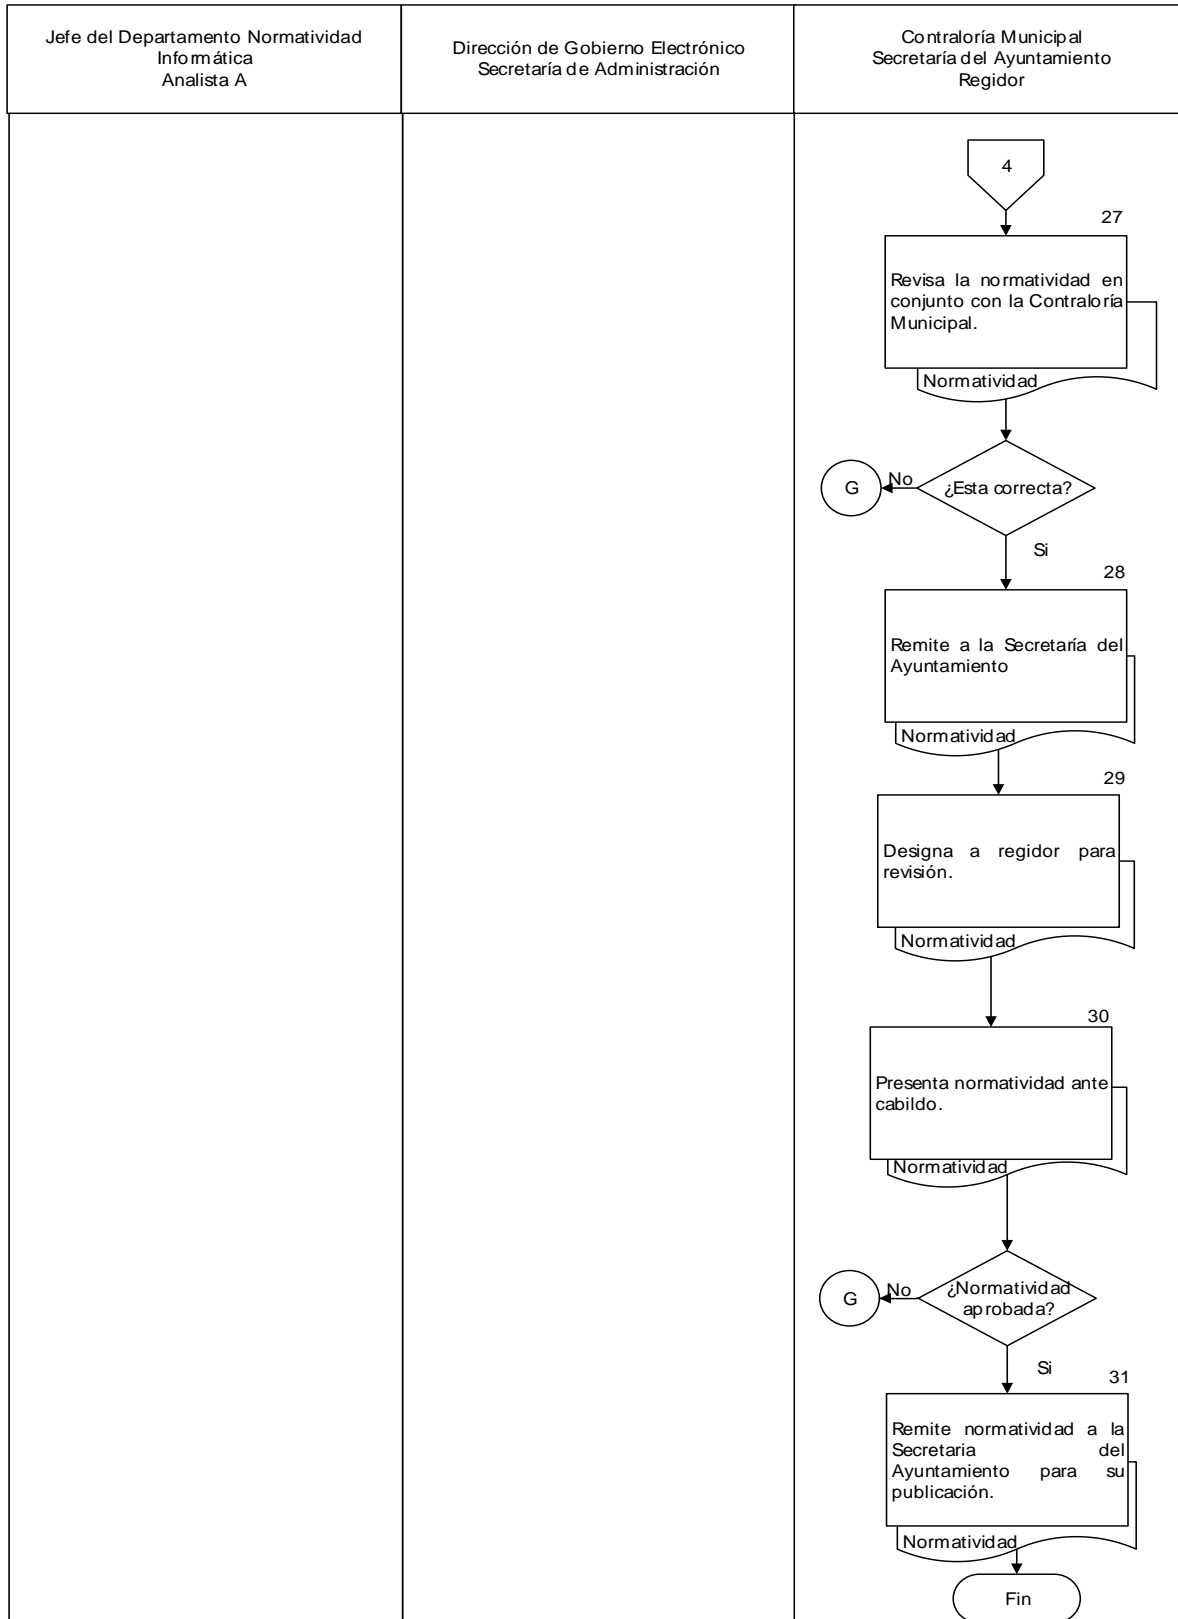 Jefe del Departamento Normatividad
Informática
Analista A
Dirección de Gobierno Electrónico
Secretaría de Administración
Contraloría Municipal
Secretaría del Ayuntamiento
Regidor
4
27
Revisa la normatividad en
conjunto con la Contraloría
Municipal.
Normatividad
¿Esta correcta?
No
G
Si
28
Remite a la Secretaría del
Ayuntamiento
Normatividad
29
Designa a regidor para
revisión.
Normatividad
30
Presenta normatividad ante
cabildo.
Normatividad
¿Normatividad
aprobada?
No
G
Si
31
Remite normatividad a la
Secretaria del
Ayuntamiento para su
publicación.
Normatividad
Fin